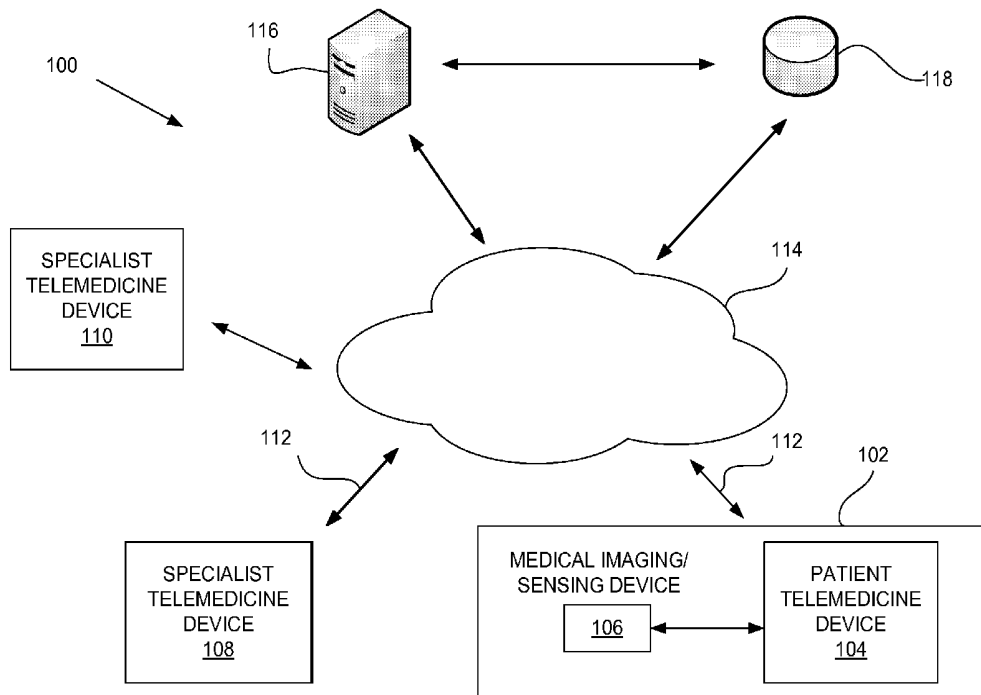 116
100
118
SPECIALIST
TELEMEDICINE
DEVICE
110
114
112
112
102
SPECIALIST
TELEMEDICINE
DEVICE
108
MEDICAL IMAGING/
SENSING DEVICE
106
PATIENT
TELEMEDICINE
DEVICE
104